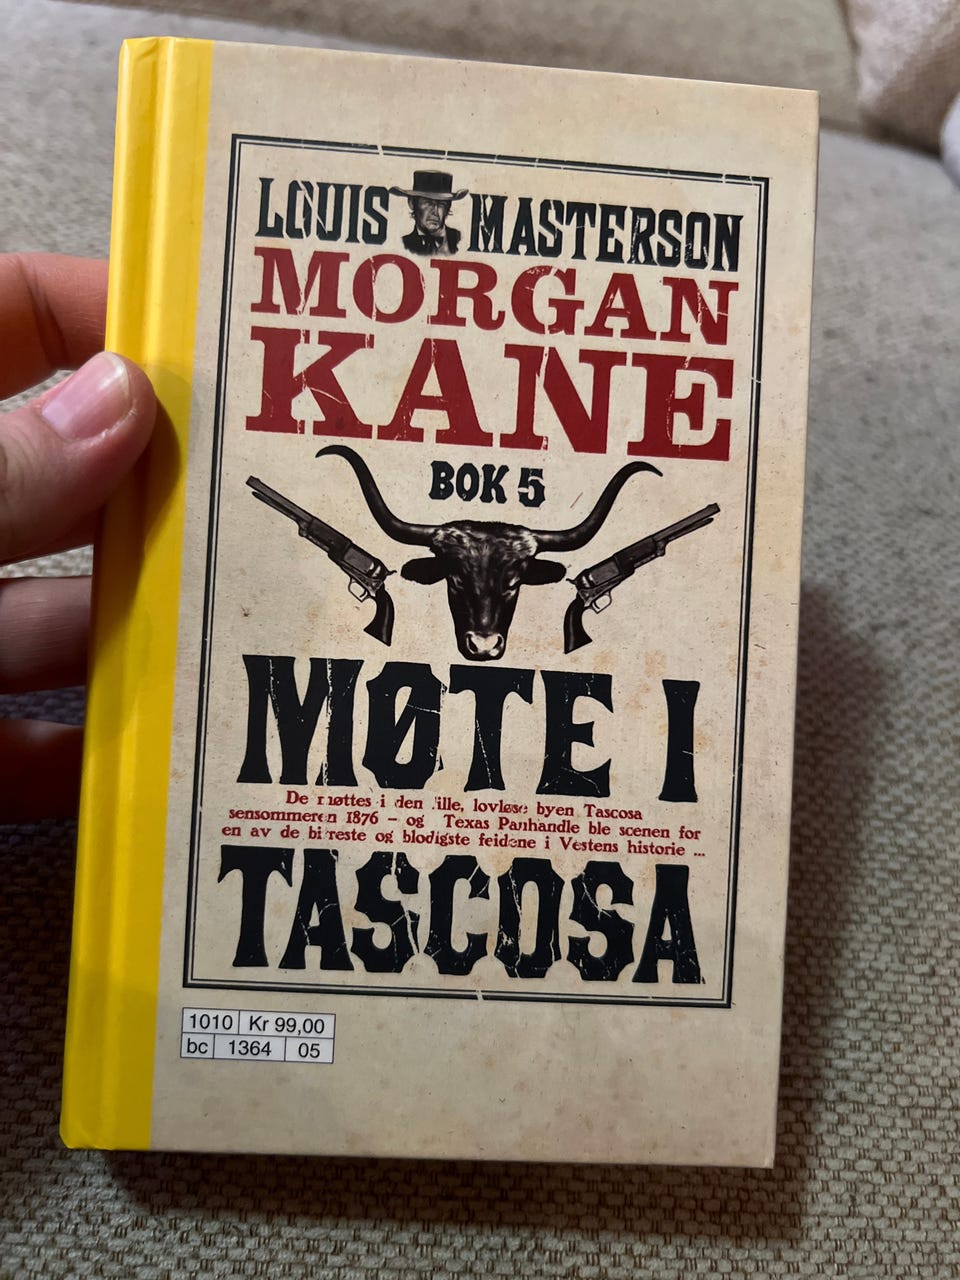 LOUIS MASTERSON
MORGAN
KANE
BOK 5
MØTE I
De møttes i den lille, lovløse byen Tascosa
sensommeren 1876 – og Texas Panhandle ble scenen for
en av de bitreste og blodigste feidene i Vestens historie ...
TASCOSA
1010 Kr 99,00
bc 1364 05